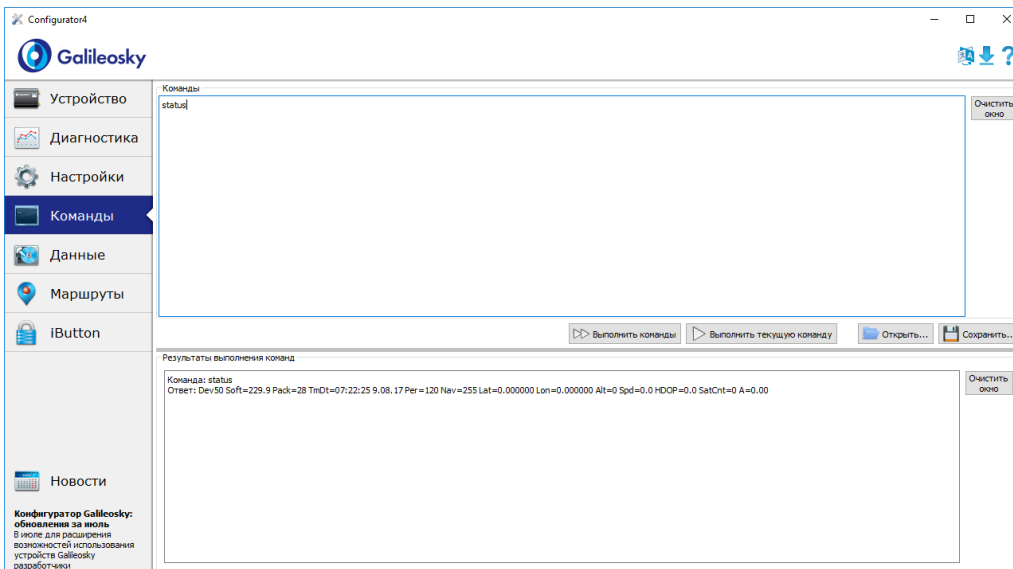 Configurator4
Galileosky
Устройство
Диагностика
Настройки
Команды
Данные
Маршруты
iButton
Новости
Конфигуратор Galileosky:
обновления за июль
В июле для расширения
возможностей использования
устройств Galileosky
разработчики
Команды
status
Очистить
окно
Выполнить команды
Выполнить текущую команду
Открыть...
Сохранить...
Результаты выполнения команд
Команда: status
Ответ: Dev50 Soft=229.9 Pack=28 TmDt=07:22:25 9.08.17 Per=120 Nav=255 Lat=0.000000 Lon=0.000000 Alt=0 Spd=0.0 HDOP=0.0 SatCnt=0 A=0.00
Очистить
окно